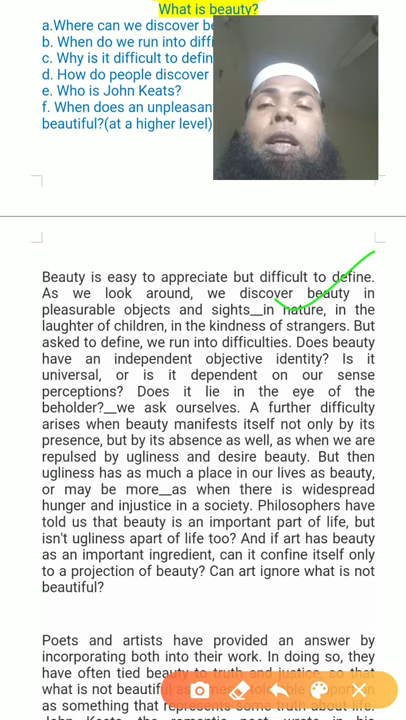 What is beauty?
a.Where can we discover
b. When do we run into
c. Why is it difficult to
d. How do people discover
e. Who is John Keats?
f. When does an
beautiful?(at a higher level)
Beauty is easy to appreciate but difficult to define.
As we look around, we discover beauty in
pleasurable objects and sights__in nature, in the
laughter of children, in the kindness of strangers. But
asked to define, we run into difficulties. Does beauty
have an independent objective identity? Is it
universal, or is it dependent on our sense
perceptions? Does it lie in the eye of the
beholder?__we ask ourselves. A further difficulty
arises when beauty manifests itself not only by its
presence, but by its absence as well, as when we are
repulsed by ugliness and desire beauty. But then
ugliness has as much a place in our lives as beauty,
or may be more__as when there is widespread
hunger and injustice in a society. Philosophers have
told us that beauty is an important part of life, but
isn't ugliness apart of life too? And if art has beauty
as an important ingredient, can it confine itself only
to a projection of beauty? Can art ignore what is not
beautiful?
Poets and artists have provided an answer by
incorporating both into their work. In doing so, they
have often tied beauty to truth and justice, so that
what is not beautiful
as something that represents some truth about life.
John Keats, the romantic poet, wrote in his